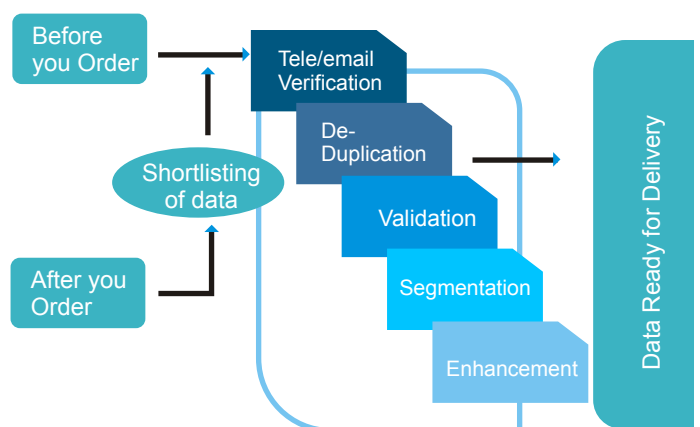 Before
you Order
Tele/email
Verification
De-
Duplication
Shortlisting
of data
Validation
After you
Order
Segmentation
Enhancement
Data Ready for Delivery